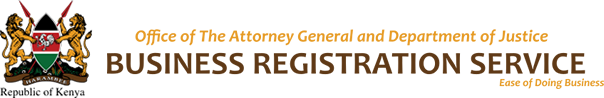 Office of The Attorney General and Department of Justice
BUSINESS REGISTRATION SERVICE
Ease of Doing Business
HARAMBEE
Republic of Kenya